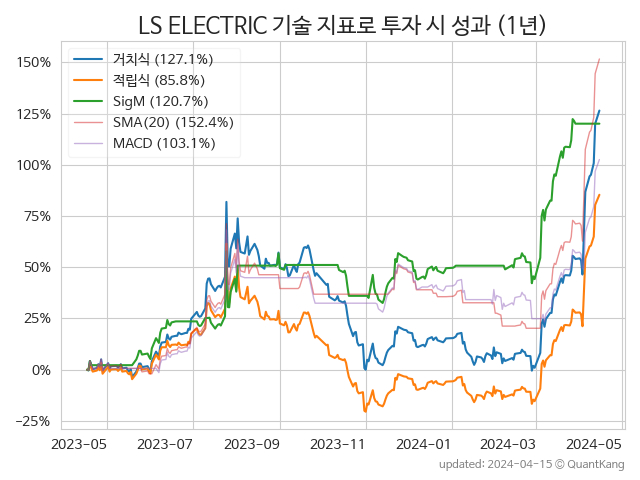 LS ELECTRIC 기술 지표로 투자 시 성과 (1년)
거치식 (127.1%)
적립식 (85.8%)
SigM (120.7%)
SMA(20) (152.4%)
MACD (103.1%)
150%
125%
100%
75%
50%
25%
0%
−25%
2023-05 2023-07 2023-09 2023-11 2024-01 2024-03 2024-05
updated: 2024-04-15 © QuantKang